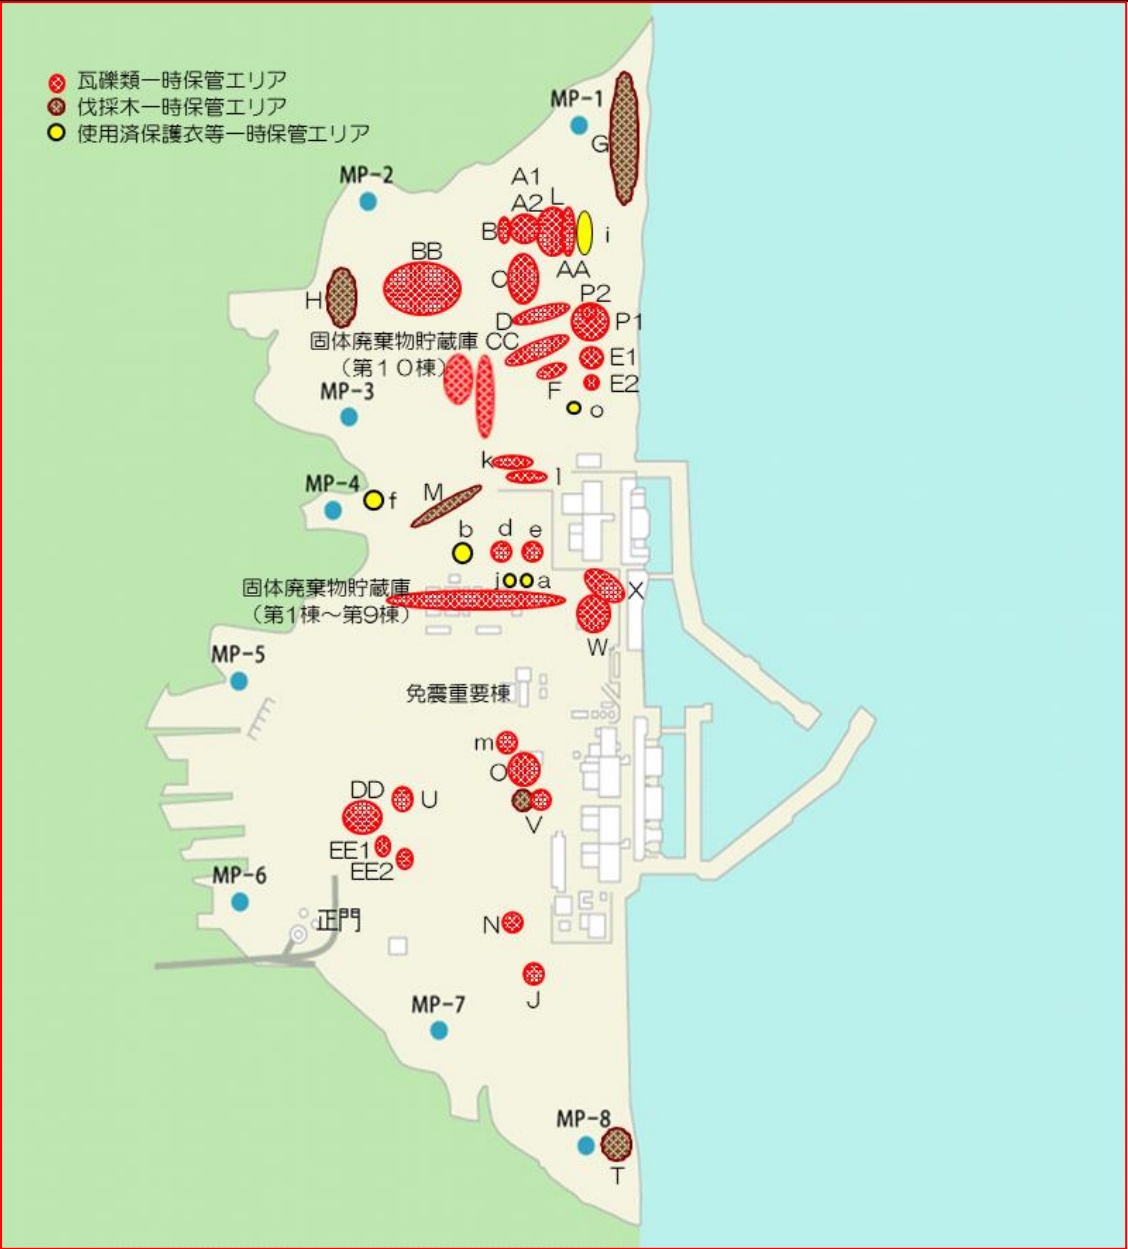 瓦礫類一時保管エリア
伐採木一時保管エリア
使用済保護衣等一時保管エリア
MP-1
G
MP-2
A1
A2
L
B
i
BB
AA
C
H
P2
D
P1
固体廃棄物貯蔵庫
（第１０棟）
CC
E1
F
E2
MP-3
o
k
l
MP-4
f
M
b
d
e
j
a
固体廃棄物貯蔵庫
（第1棟～第9棟）
X
W
MP-5
免震重要棟
m
O
DD
U
V
EE1
EE2
MP-6
正門
N
J
MP-7
MP-8
T